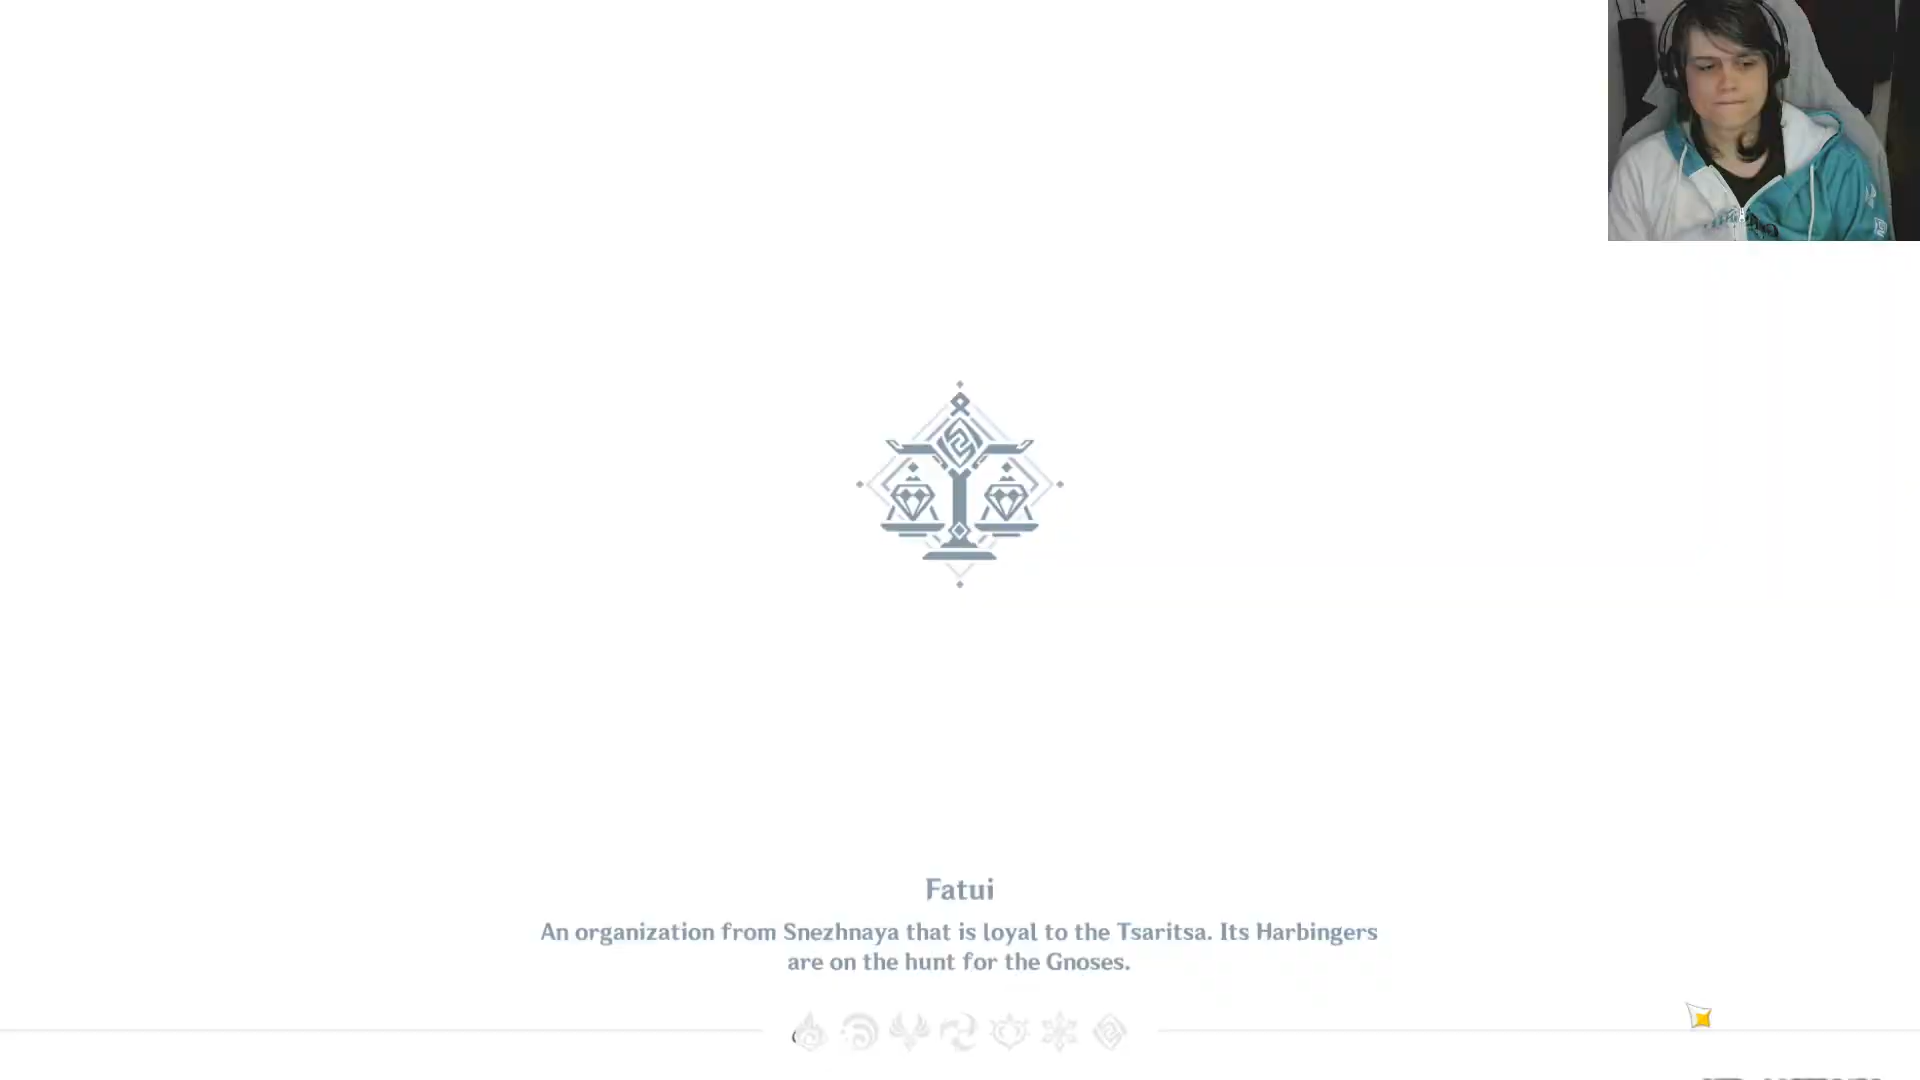 Fatui
An organization from Snezhnaya that is loyal to the Tsaritsa. Its Harbingers
are on the hunt for the Gnoses.